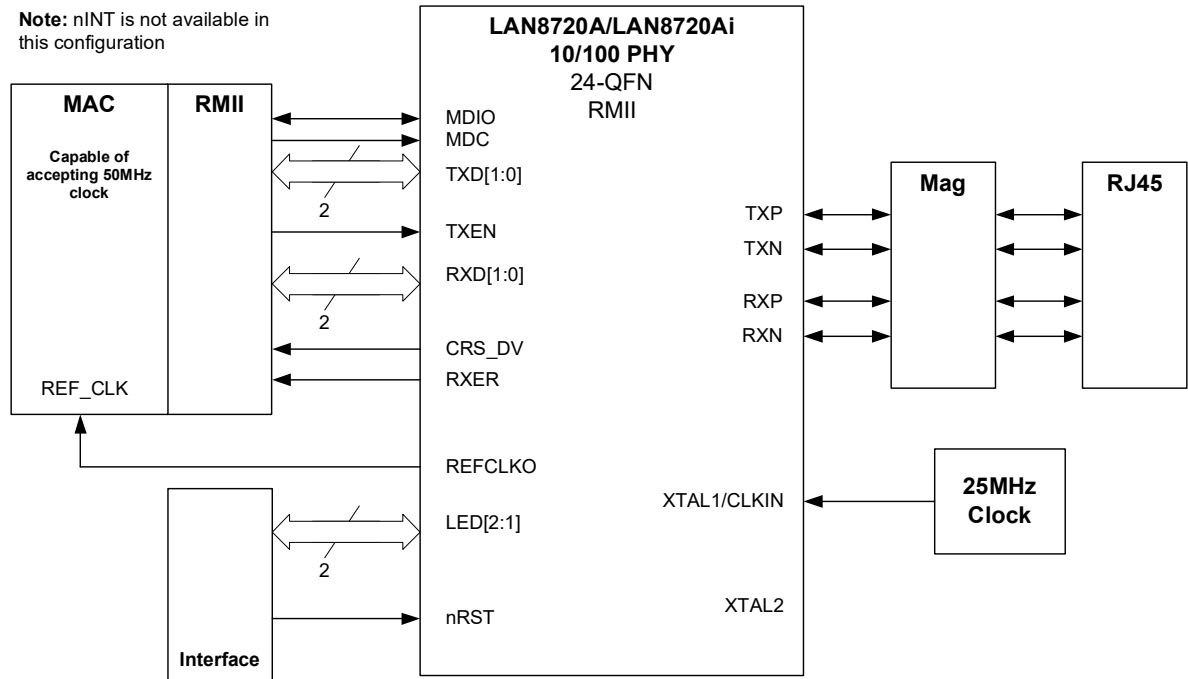 Note: nINT is not available in
this configuration
LAN8720A/LAN8720Ai
10/100 PHY
24-QFN
RMII
MAC
RMII
Capable of
accepting 50MHz
clock
REF_CLK
MDIO
MDC
TXD[1:0]
2
TXEN
RXD[1:0]
2
CRS_DV
RXER
REFCLKO
LED[2:1]
2
nRST
Interface
TXP
TXN
RXP
RXN
Mag
RJ45
XTAL1/CLKIN
25MHz
Clock
XTAL2